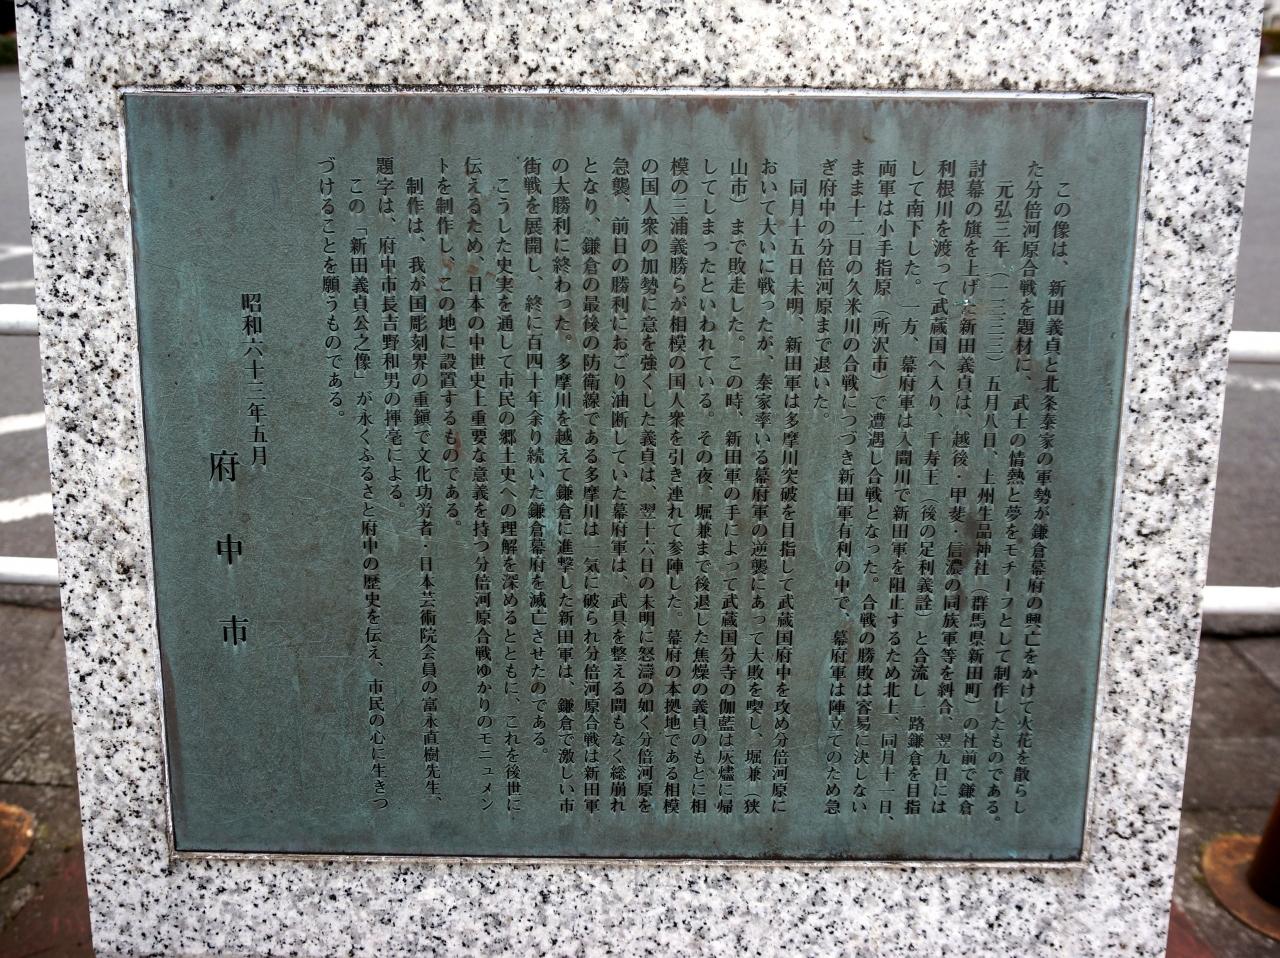 この像は、新田義貞と北条泰家の軍勢が鎌倉幕府の興亡をかけて火花を散らし
た分倍河原合戦を題材に、武士の情熱と夢をモチーフとして制作したものである。
元弘三年(一三三三)五月八日、上州生品神社(群馬県新田町)の社前で鎌倉
討幕の旗を上げた新田義貞は、越後・甲斐・信濃の同族軍等を糾合、翌九日には
利根川を渡って武蔵国へ入り、千寿王(後の足利義詮)と合流し一路鎌倉を目指
して南下した。一方、幕府軍は入間川で新田軍を阻止するため北上、同月十一日、
両軍は小手指原(所沢市)で遭遇し合戦となった。合戦の勝敗は容易に決しない
まま十二日の久米川の合戦につづき新田軍有利の中で、幕府軍は陣立てのため急
ぎ府中の分倍河原まで退いた。
同月十五日未明、新田軍は多摩川突破を目指して武蔵国府中を攻め分倍河原に
おいて大いに戦ったが、泰家率いる幕府軍の逆襲にあって大敗を喫し、堀兼(狭
山市)まで敗走した。この時、新田軍の手によって武蔵国分寺の伽藍は灰燼に帰
してしまったといわれている。その夜、堀兼まで後退した焦燥の義貞のもとに相
模の三浦義勝らが相模の国人衆を引き連れて参陣した。幕府の本拠地である相模
の国人衆の加勢に意を強くした義貞は、翌十六日の未明に怒濤の如く分倍河原を
急襲、前日の勝利におごり油断していた幕府軍は、武具を整える間もなく総崩れ
となり、鎌倉の最後の防衛線である多摩川は一気に破られ分倍河原合戦は新田軍
の大勝利に終わった。多摩川を越えて鎌倉に進撃した新田軍は、鎌倉で激しい市
街戦を展開し、終に百四十年余り続いた鎌倉幕府を滅亡させたのである。
こうした史実を通して市民の郷土史への理解を深めるとともに、これを後世に
伝えるため、日本の中世史上重要な意義を持つ分倍河原合戦ゆかりのモニュメン
トを制作し、この地に設置するものである。
制作は、我が国彫刻界の重鎮で文化功労者・日本芸術院会員の富永直樹先生、
題字は、府中市長吉野和男の揮毫による。
この「新田義貞公之像」が永くふるさと府中の歴史を伝え、市民の心に生きつ
づけることを願うものである。
昭和六十二年五月
府中市